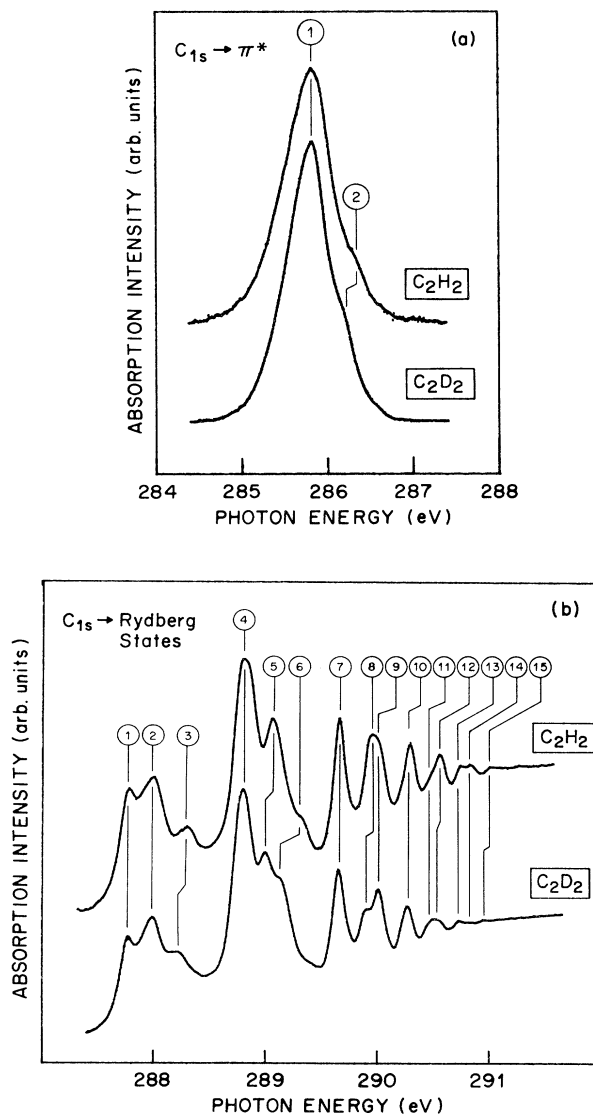 (a)
C1s → π*
1
2
C2H2
C2D2
ABSORPTION INTENSITY (arb. units)
284 285 286 287 288
PHOTON ENERGY (eV)
(b)
C1s → Rydberg
States
1 2 3 4 5 6 7 8 9 10 11 12 13 14 15
C2H2
C2D2
ABSORPTION INTENSITY (arb. units)
288 289 290 291
PHOTON ENERGY (eV)